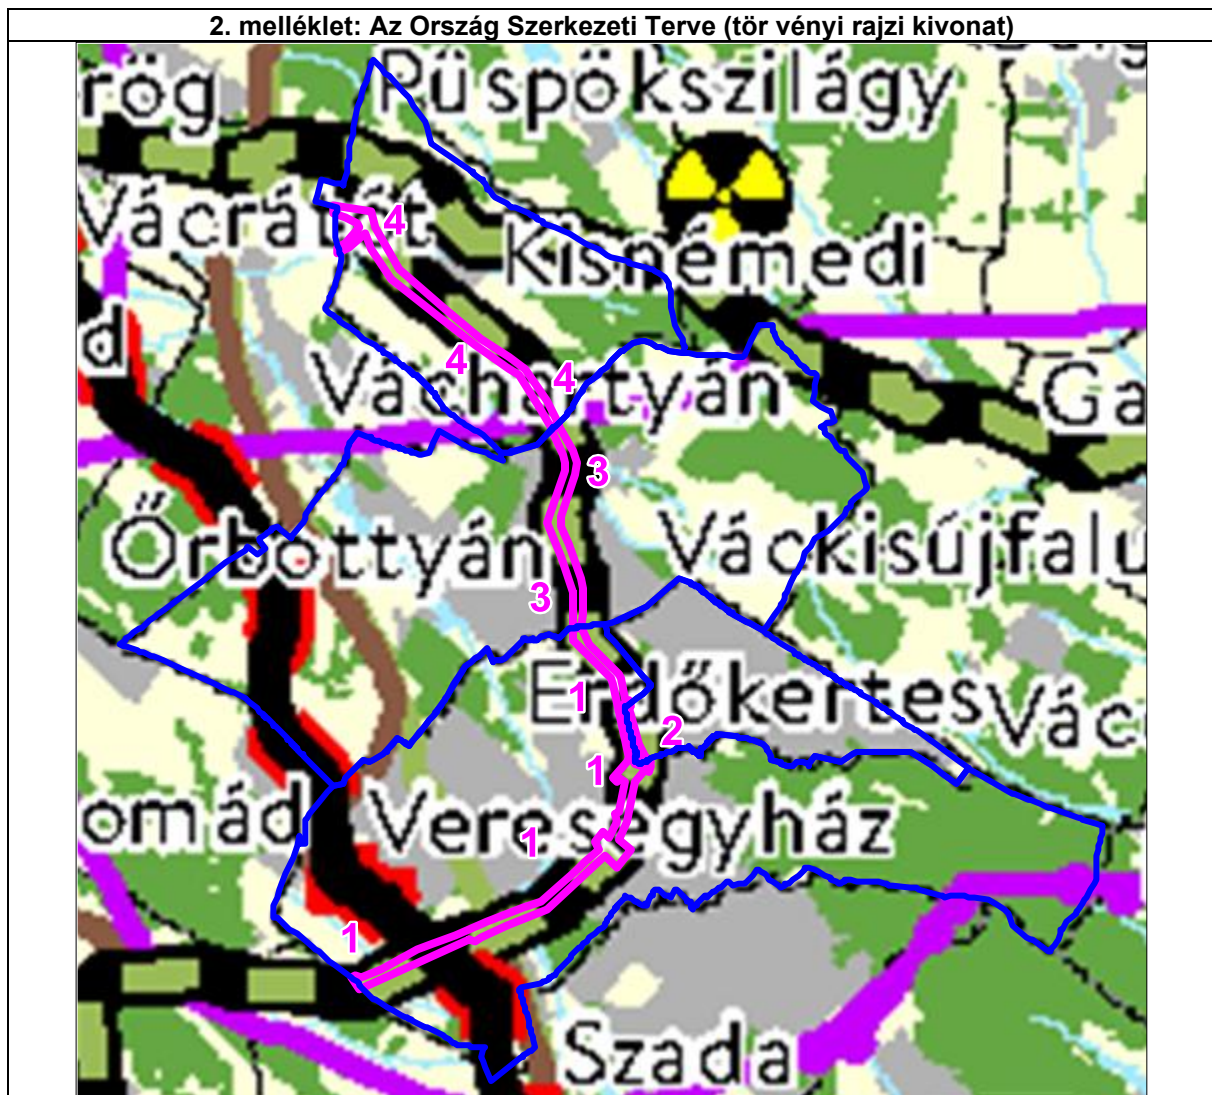 2. melléklet: Az Ország Szerkezeti Terve (tör vényi rajzi kivonat)
rög
Püspökszilágy
Vácrátót
4
Kisnémedi
d
4
Váchartyán
4
Ga
3
Őrbottyán
Váckisújfalu
3
Erdőkertes
Vác
1
2
1
omád
Veresegyház
1
1
Szada